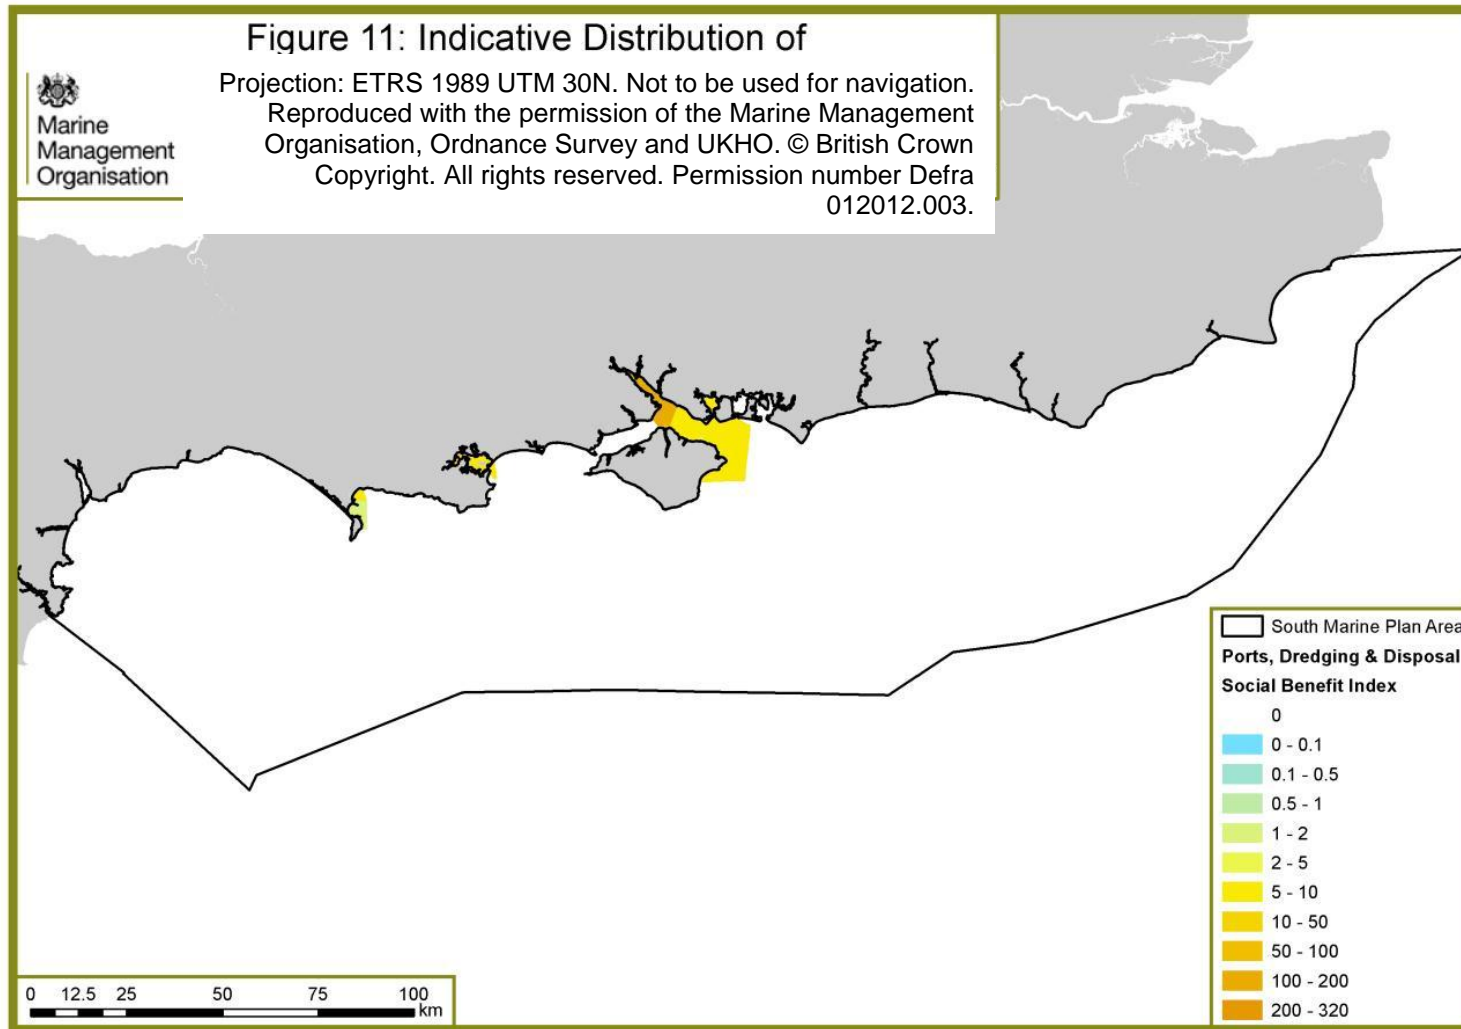 Figure 11: Indicative Distribution of
Marine
Management
Organisation
Projection: ETRS 1989 UTM 30N. Not to be used for navigation.
Reproduced with the permission of the Marine Management
Organisation, Ordnance Survey and UKHO. © British Crown
Copyright. All rights reserved. Permission number Defra
012012.003.
South Marine Plan Area
Ports, Dredging & Disposal
Social Benefit Index
0
0 - 0.1
0.1 - 0.5
0.5 - 1
1 - 2
2 - 5
5 - 10
10 - 50
50 - 100
100 - 200
200 - 320
0 12.5 25 50 75 100
km